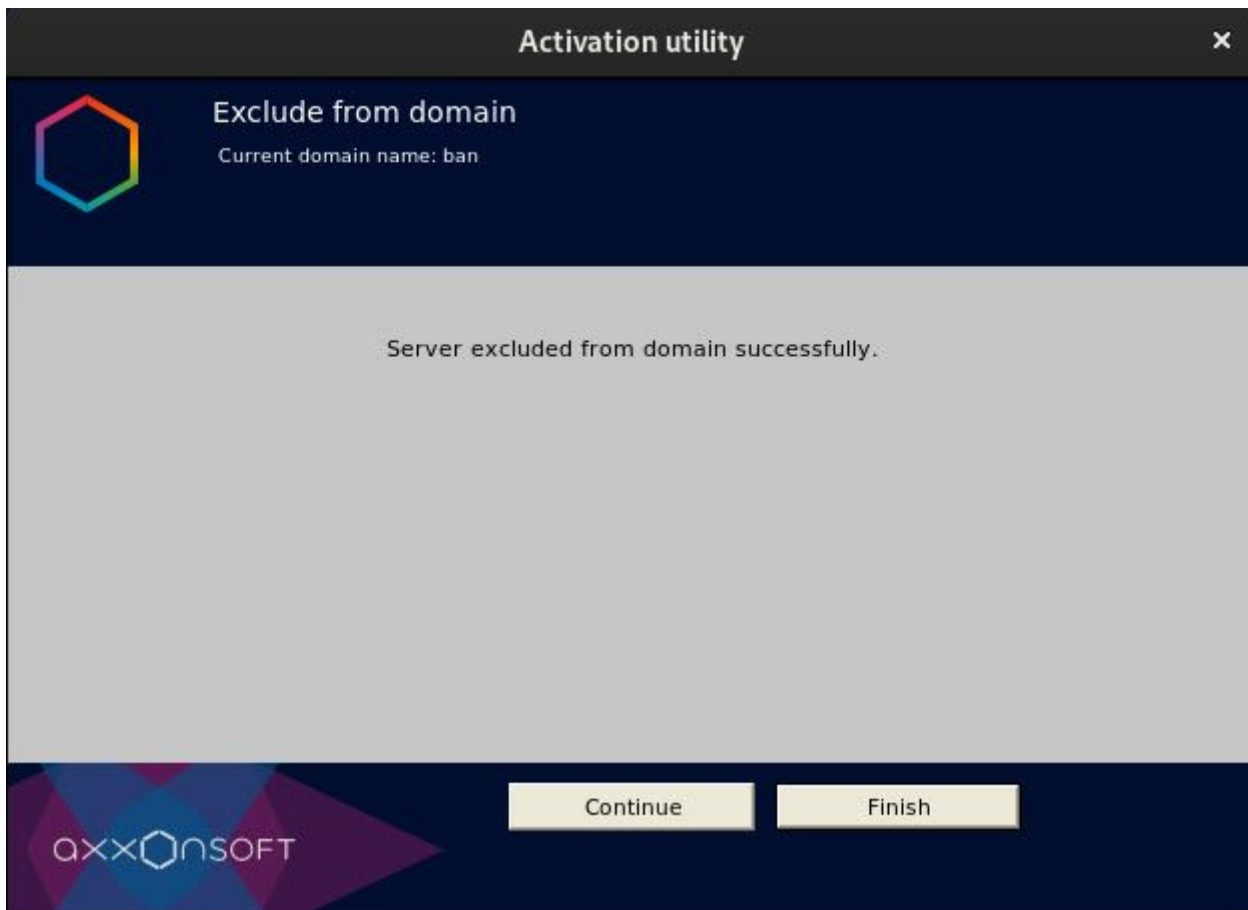 Activation utility
Exclude from domain
Current domain name: ban
Server excluded from domain successfully.
Continue
Finish
axxonsoft